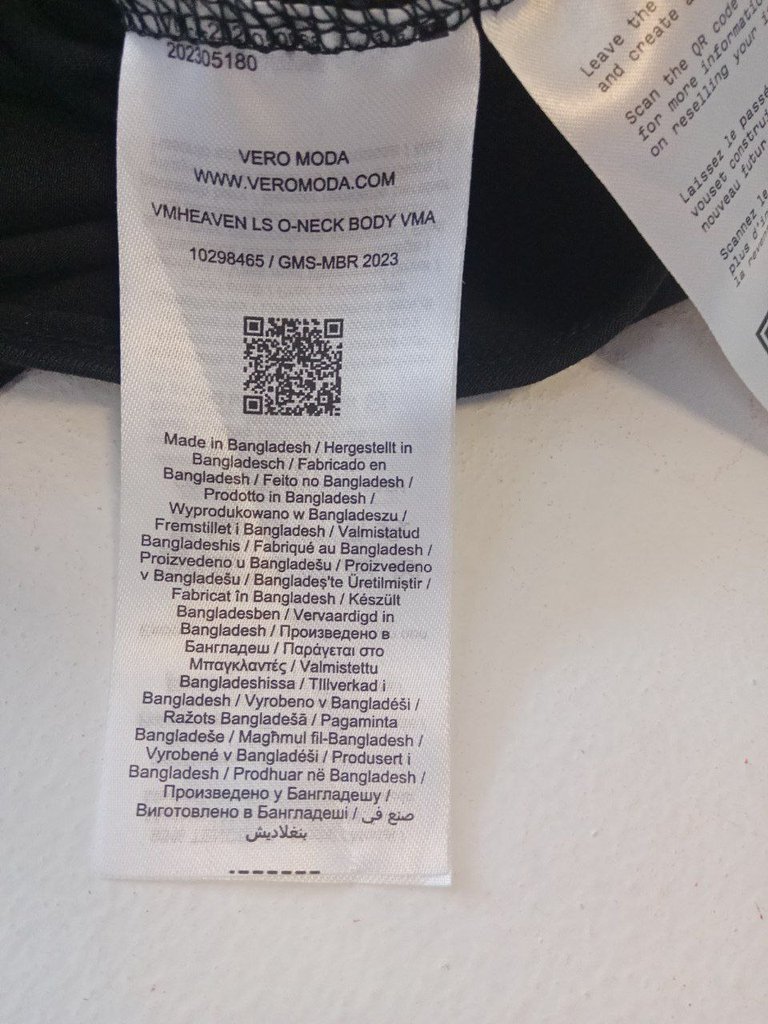 202305180
VERO MODA
WWW.VEROMODA.COM
VMHEAVEN LS O-NECK BODY VMA
10298465 / GMS-MBR 2023
Made in Bangladesh / Hergestellt in
Bangladesch / Fabricado en
Bangladesh / Feito no Bangladesh /
Prodotto in Bangladesh /
Wyprodukowano w Bangladeszu /
Fremstillet i Bangladesh / Valmistatud
Bangladeshis / Fabriqué au Bangladesh /
Proizvedeno u Bangladešu / Proizvedeno
v Bangladešu / Bangladeş'te Üretilmiştir /
Fabricat în Bangladesh / Készült
Bangladesben / Vervaardigd in
Bangladesh / Произведено в
Бангладеш / Παράγεται στο
Μπαγκλαντές / Valmistettu
Bangladeshissa / TIllverkad i
Bangladesh / Vyrobeno v Bangladéši /
Ražots Bangladešā / Pagaminta
Bangladeše / Magħmul fil-Bangladesh /
Vyrobené v Bangladéši / Produsert i
Bangladesh / Prodhuar në Bangladesh /
Произведено у Бангладешу /
Виготовлено в Бангладеші / صنع في
بنغلاديش
Leave the
and create a
Scan the QR code
for more informati
on reselling your i
Laissez le passé
vouset construi
nouveau futur
Scannez le
plus d'in
la reven